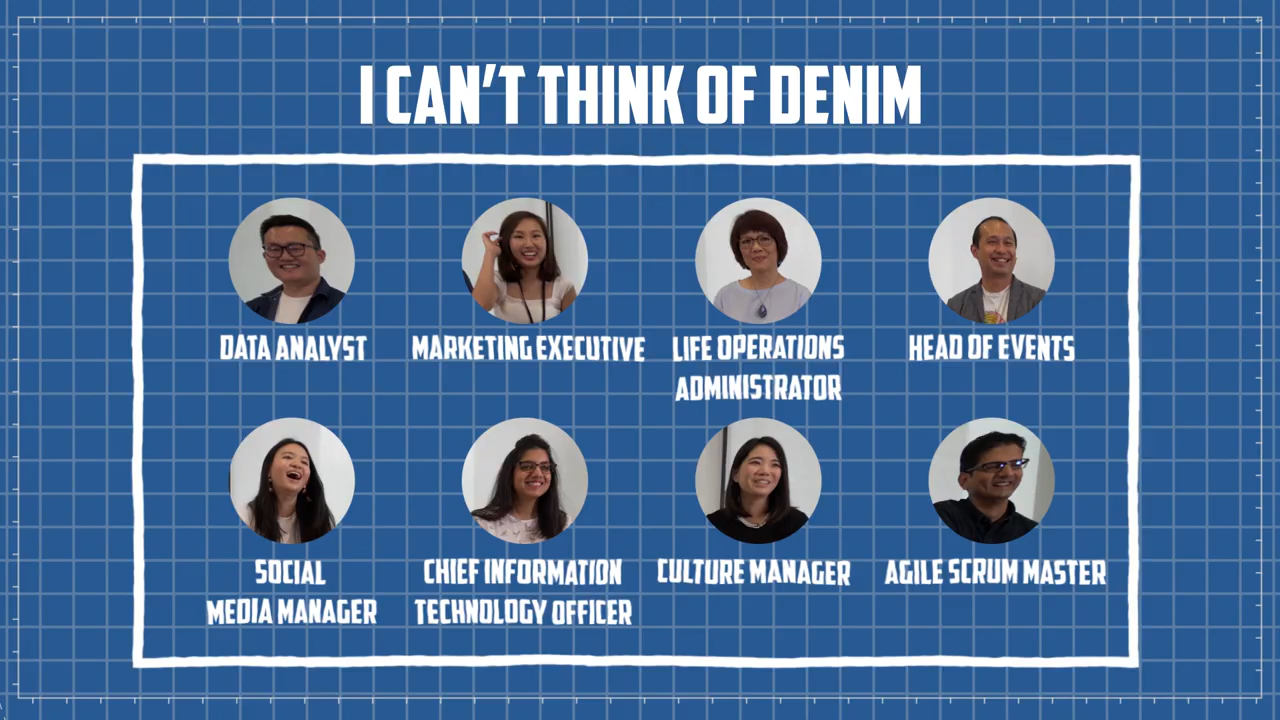 I CAN'T THINK OF DENIM
DATA ANALYST
MARKETING EXECUTIVE
LIFE OPERATIONS
ADMINISTRATOR
HEAD OF EVENTS
SOCIAL
MEDIA MANAGER
CHIEF INFORMATION
TECHNOLOGY OFFICER
CULTURE MANAGER
AGILE SCRUM MASTER